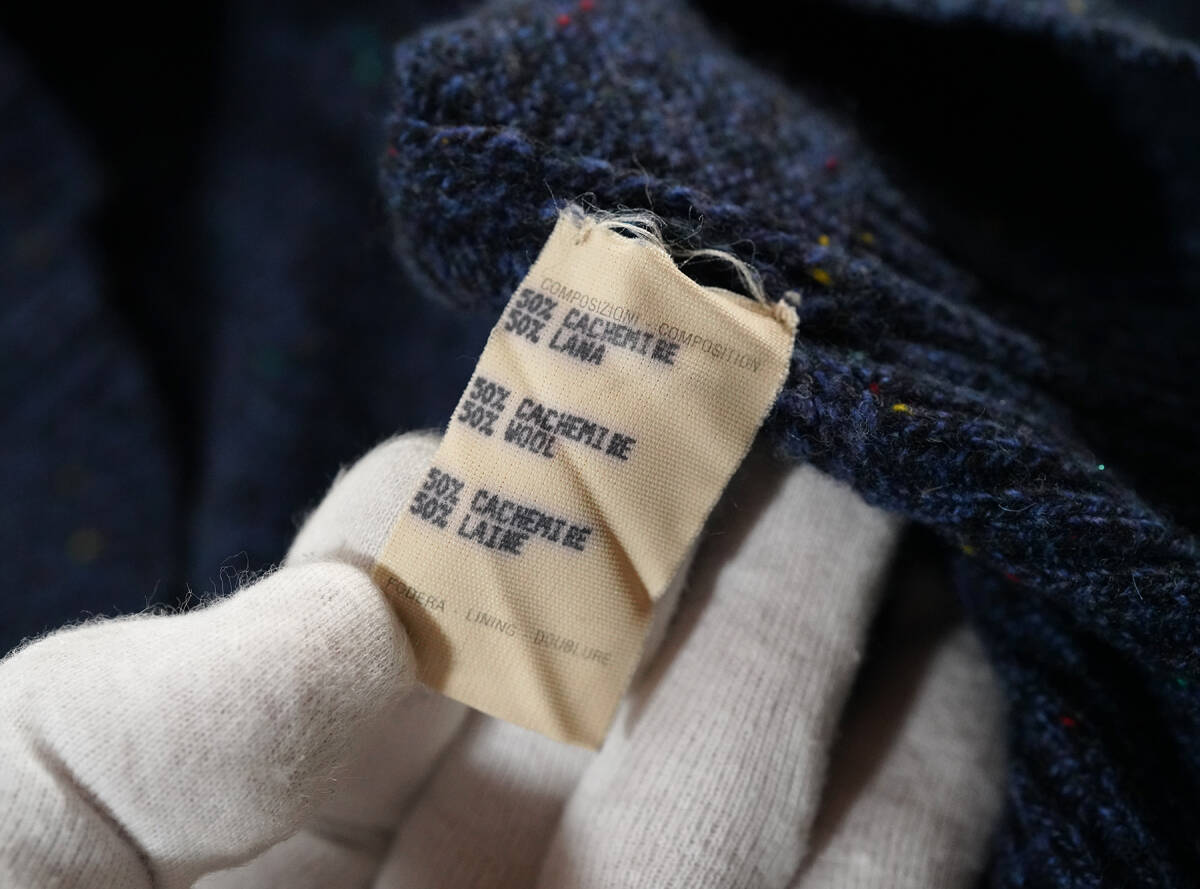 COMPOSIZIONI · COMPOSITION
50% CACHEMIRE
50% LANA
50% CACHEMIRE
50% WOOL
50% CACHEMIRE
50% LAINE
FODERA · LINING · DOUBLURE